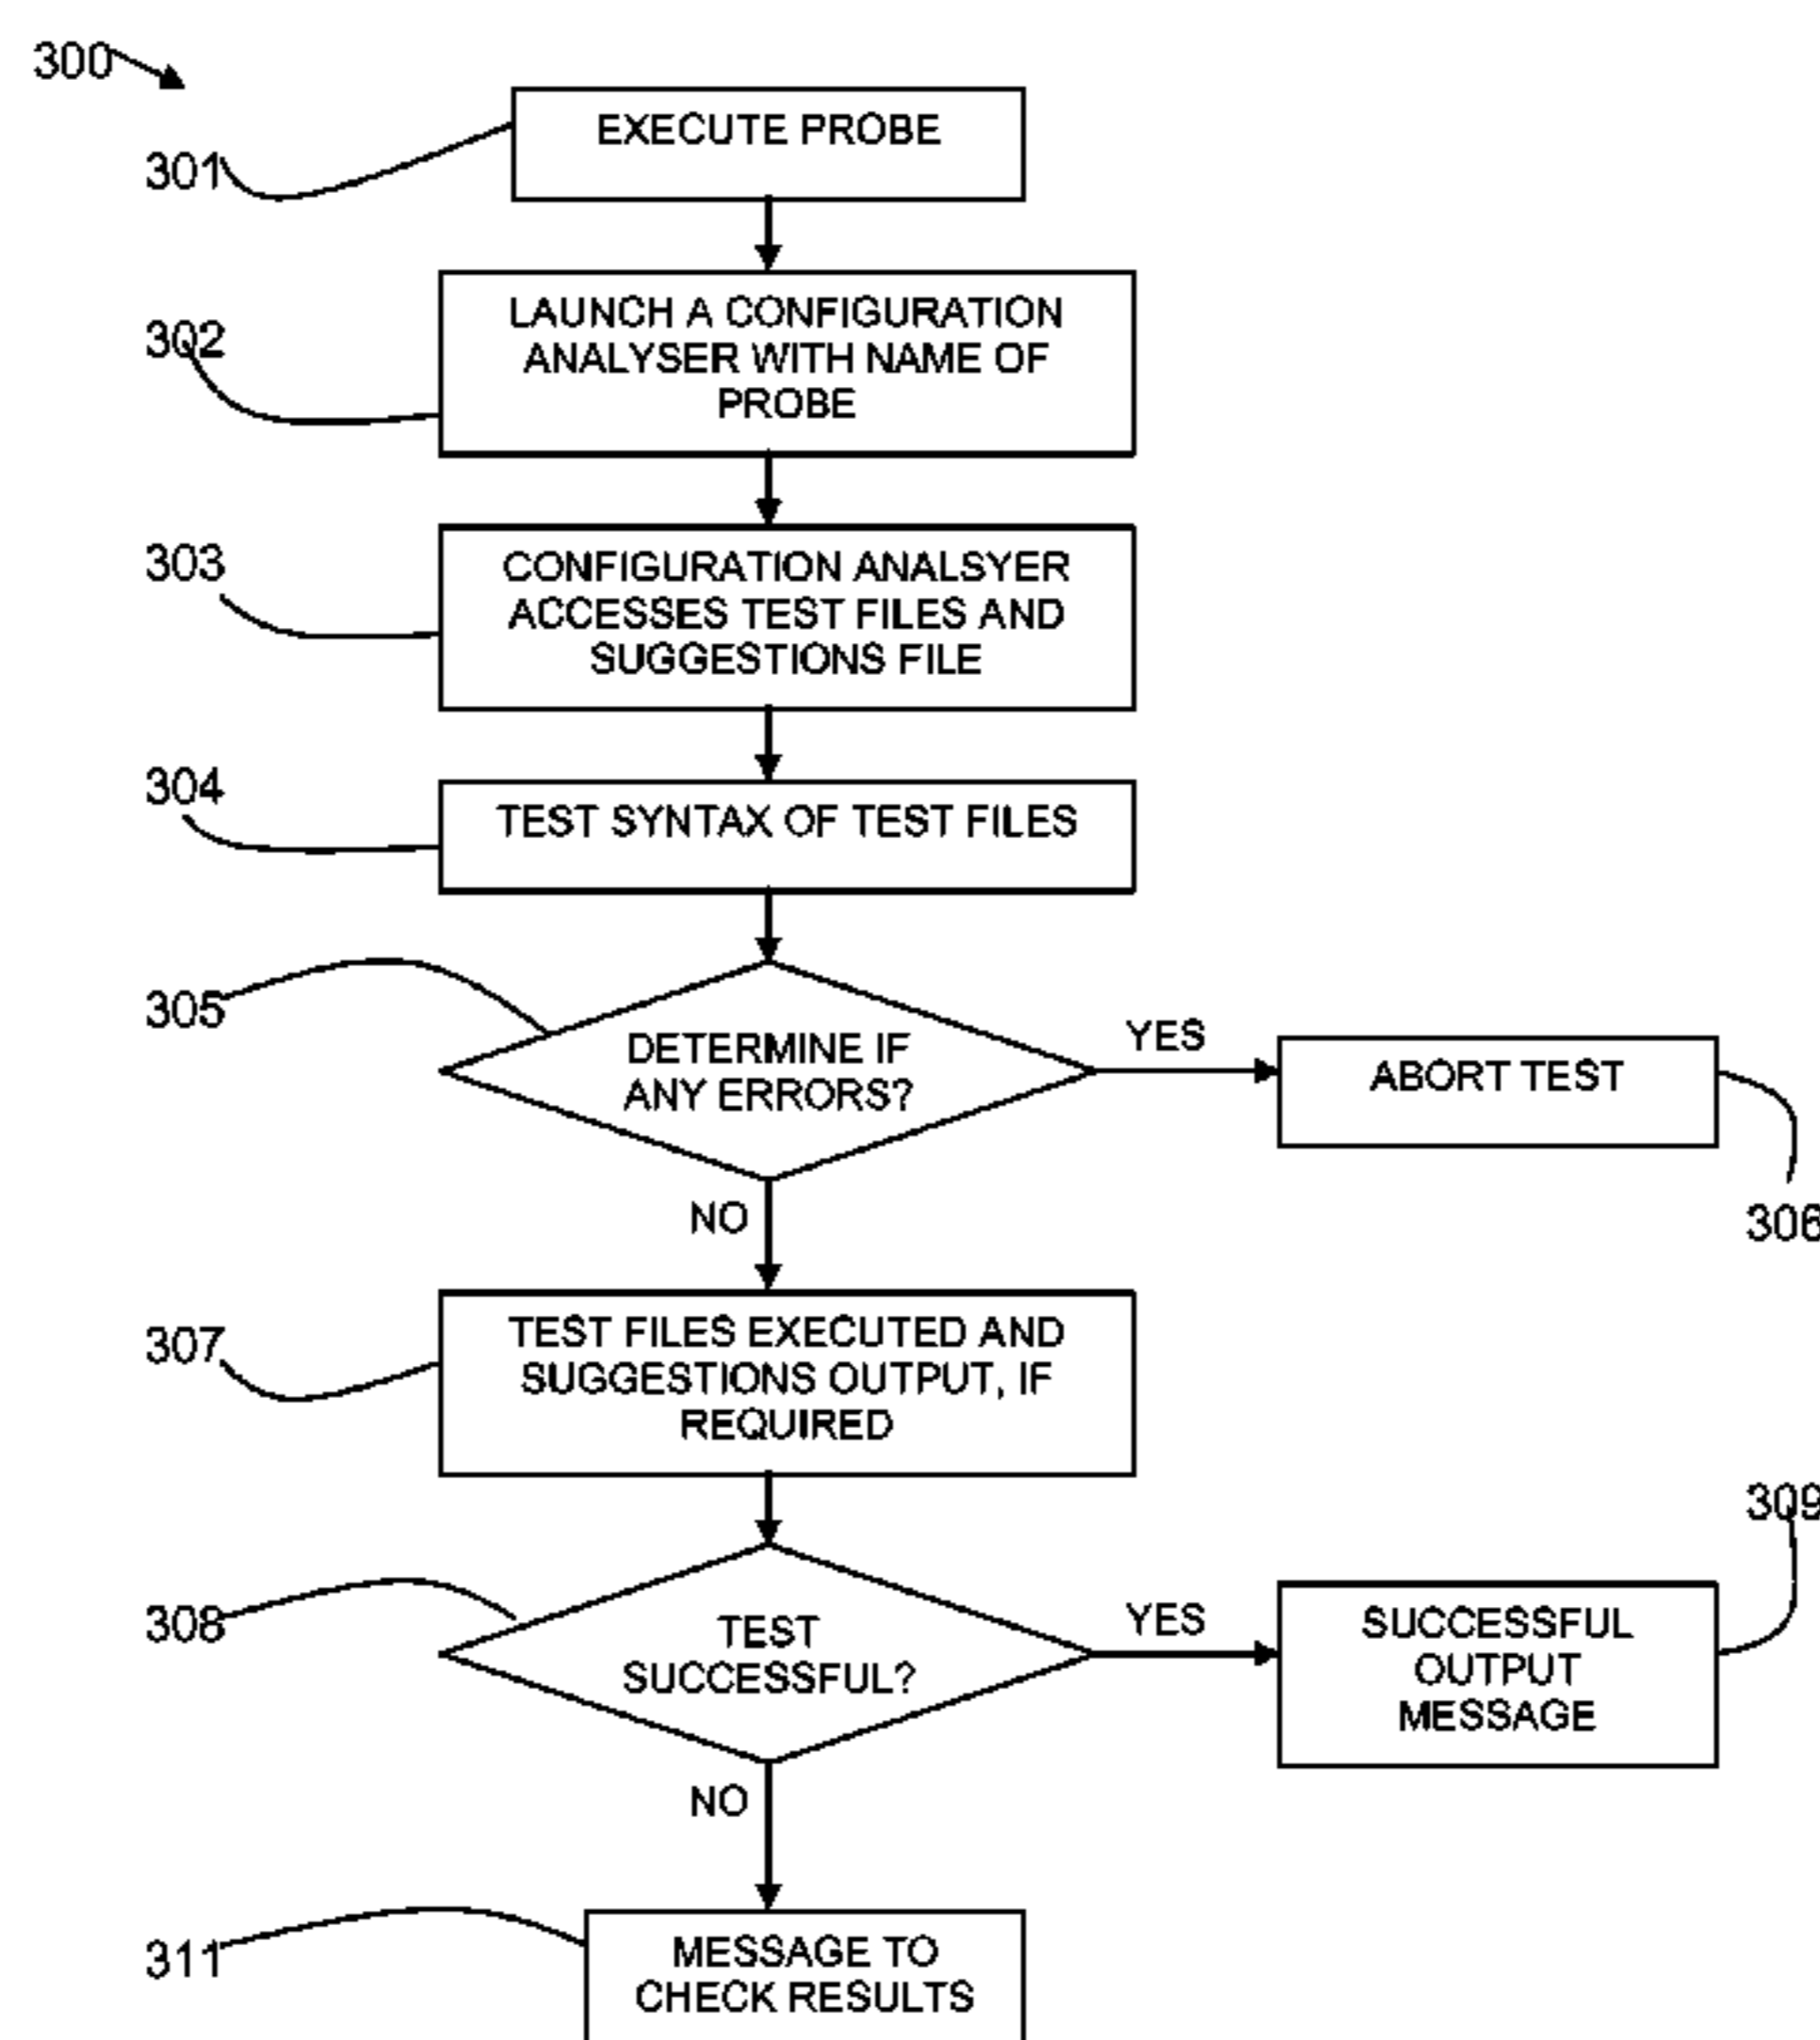 300
301
EXECUTE PROBE
302
LAUNCH A CONFIGURATION
ANALYSER WITH NAME OF
PROBE
303
CONFIGURATION ANALSYER
ACCESSES TEST FILES AND
SUGGESTIONS FILE
304
TEST SYNTAX OF TEST FILES
305
DETERMINE IF
ANY ERRORS?
YES
ABORT TEST
306
NO
307
TEST FILES EXECUTED AND
SUGGESTIONS OUTPUT, IF
REQUIRED
308
TEST
SUCCESSFUL?
YES
309
SUCCESSFUL
OUTPUT
MESSAGE
NO
311
MESSAGE TO
CHECK RESULTS